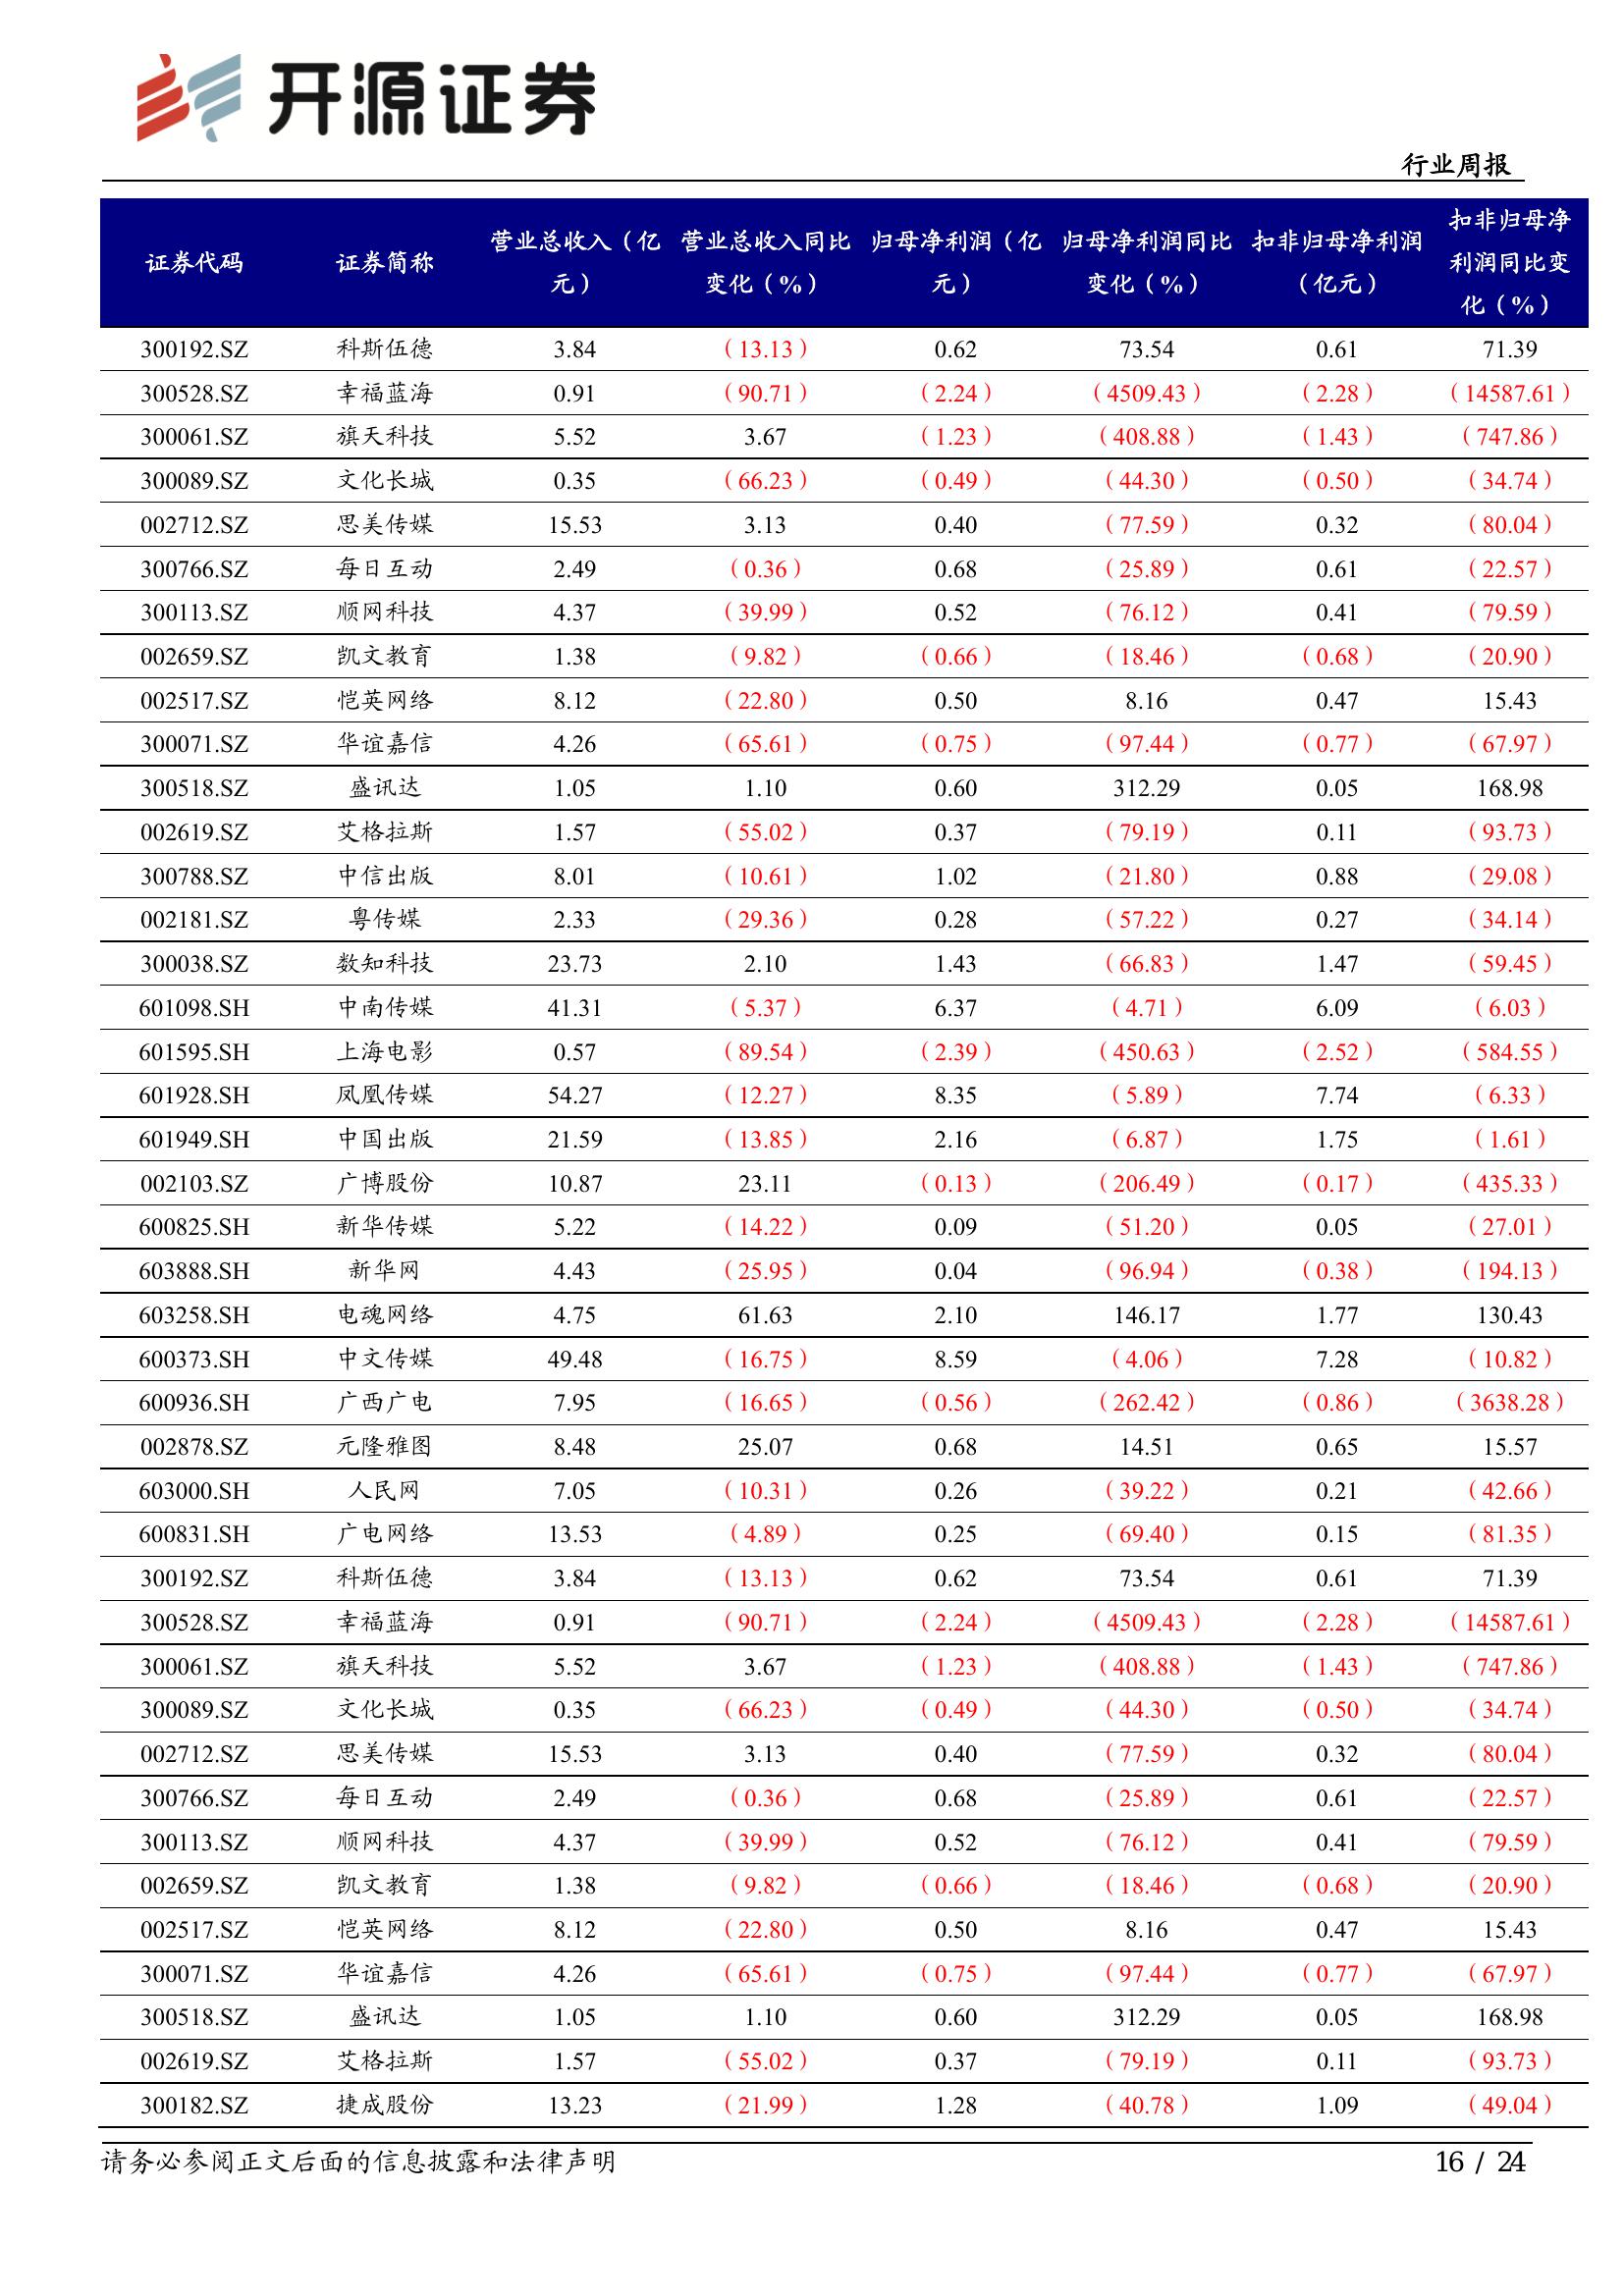 开源证券
行业周报
证券代码 证券简称 营业总收入（亿元） 营业总收入同比变化（%） 归母净利润（亿元） 归母净利润同比变化（%） 扣非归母净利润（亿元） 扣非归母净利润同比变化（%）
300192.SZ 科斯伍德 3.84 （13.13） 0.62 73.54 0.61 71.39
300528.SZ 幸福蓝海 0.91 （90.71） （2.24） （4509.43） （2.28） （14587.61）
300061.SZ 旗天科技 5.52 3.67 （1.23） （408.88） （1.43） （747.86）
300089.SZ 文化长城 0.35 （66.23） （0.49） （44.30） （0.50） （34.74）
002712.SZ 思美传媒 15.53 3.13 0.40 （77.59） 0.32 （80.04）
300766.SZ 每日互动 2.49 （0.36） 0.68 （25.89） 0.61 （22.57）
300113.SZ 顺网科技 4.37 （39.99） 0.52 （76.12） 0.41 （79.59）
002659.SZ 凯文教育 1.38 （9.82） （0.66） （18.46） （0.68） （20.90）
002517.SZ 恺英网络 8.12 （22.80） 0.50 8.16 0.47 15.43
300071.SZ 华谊嘉信 4.26 （65.61） （0.75） （97.44） （0.77） （67.97）
300518.SZ 盛讯达 1.05 1.10 0.60 312.29 0.05 168.98
002619.SZ 艾格拉斯 1.57 （55.02） 0.37 （79.19） 0.11 （93.73）
300788.SZ 中信出版 8.01 （10.61） 1.02 （21.80） 0.88 （29.08）
002181.SZ 粤传媒 2.33 （29.36） 0.28 （57.22） 0.27 （34.14）
300038.SZ 数知科技 23.73 2.10 1.43 （66.83） 1.47 （59.45）
601098.SH 中南传媒 41.31 （5.37） 6.37 （4.71） 6.09 （6.03）
601595.SH 上海电影 0.57 （89.54） （2.39） （450.63） （2.52） （584.55）
601928.SH 凤凰传媒 54.27 （12.27） 8.35 （5.89） 7.74 （6.33）
601949.SH 中国出版 21.59 （13.85） 2.16 （6.87） 1.75 （1.61）
002103.SZ 广博股份 10.87 23.11 （0.13） （206.49） （0.17） （435.33）
600825.SH 新华传媒 5.22 （14.22） 0.09 （51.20） 0.05 （27.01）
603888.SH 新华网 4.43 （25.95） 0.04 （96.94） （0.38） （194.13）
603258.SH 电魂网络 4.75 61.63 2.10 146.17 1.77 130.43
600373.SH 中文传媒 49.48 （16.75） 8.59 （4.06） 7.28 （10.82）
600936.SH 广西广电 7.95 （16.65） （0.56） （262.42） （0.86） （3638.28）
002878.SZ 元隆雅图 8.48 25.07 0.68 14.51 0.65 15.57
603000.SH 人民网 7.05 （10.31） 0.26 （39.22） 0.21 （42.66）
600831.SH 广电网络 13.53 （4.89） 0.25 （69.40） 0.15 （81.35）
300192.SZ 科斯伍德 3.84 （13.13） 0.62 73.54 0.61 71.39
300528.SZ 幸福蓝海 0.91 （90.71） （2.24） （4509.43） （2.28） （14587.61）
300061.SZ 旗天科技 5.52 3.67 （1.23） （408.88） （1.43） （747.86）
300089.SZ 文化长城 0.35 （66.23） （0.49） （44.30） （0.50） （34.74）
002712.SZ 思美传媒 15.53 3.13 0.40 （77.59） 0.32 （80.04）
300766.SZ 每日互动 2.49 （0.36） 0.68 （25.89） 0.61 （22.57）
300113.SZ 顺网科技 4.37 （39.99） 0.52 （76.12） 0.41 （79.59）
002659.SZ 凯文教育 1.38 （9.82） （0.66） （18.46） （0.68） （20.90）
002517.SZ 恺英网络 8.12 （22.80） 0.50 8.16 0.47 15.43
300071.SZ 华谊嘉信 4.26 （65.61） （0.75） （97.44） （0.77） （67.97）
300518.SZ 盛讯达 1.05 1.10 0.60 312.29 0.05 168.98
002619.SZ 艾格拉斯 1.57 （55.02） 0.37 （79.19） 0.11 （93.73）
300182.SZ 捷成股份 13.23 （21.99） 1.28 （40.78） 1.09 （49.04）
请务必参阅正文后面的信息披露和法律声明 16 / 24